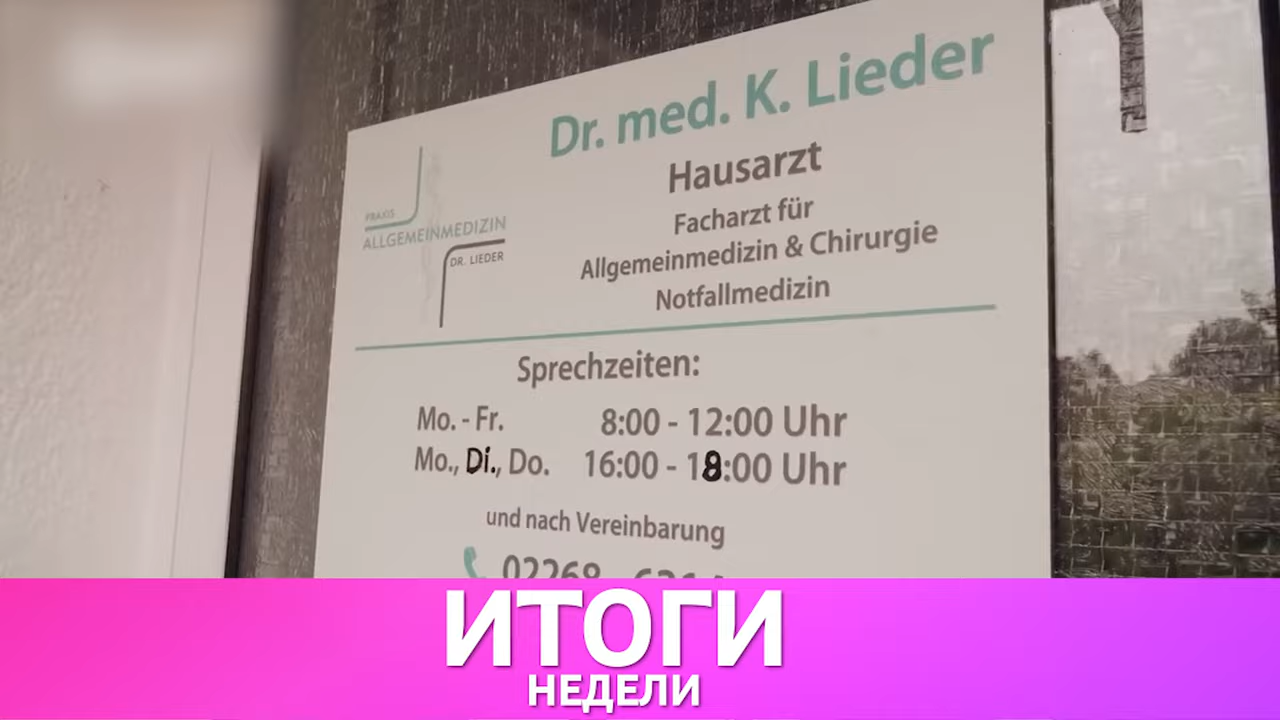 Dr. med. K. Lieder
Hausarzt
Facharzt für
Allgemeinmedizin & Chirurgie
Notfallmedizin
PRAXIS
ALLGEMEINMEDIZIN
DR. LIEDER
Sprechzeiten:
Mo. - Fr. 8:00 - 12:00 Uhr
Mo., Di., Do. 16:00 - 18:00 Uhr
und nach Vereinbarung
02268
ИТОГИ
НЕДЕЛИ